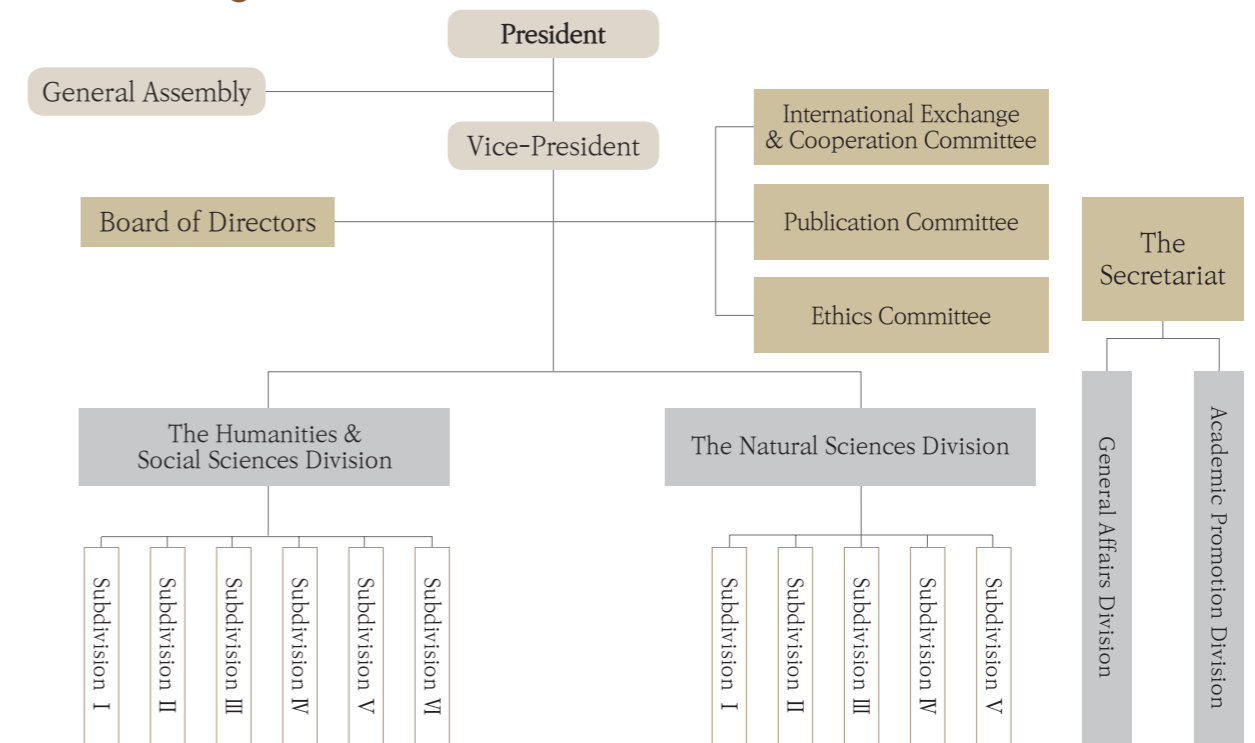 President
General Assembly
Vice-President
International Exchange
& Cooperation Committee
Board of Directors
Publication Committee
The
Secretariat
Ethics Committee
The Humanities &
Social Sciences Division
The Natural Sciences Division
General Affairs Division
Academic Promotion Division
Subdivision Ⅰ
Subdivision Ⅱ
Subdivision Ⅲ
Subdivision Ⅳ
Subdivision Ⅴ
Subdivision Ⅵ
Subdivision Ⅰ
Subdivision Ⅱ
Subdivision Ⅲ
Subdivision Ⅳ
Subdivision Ⅴ